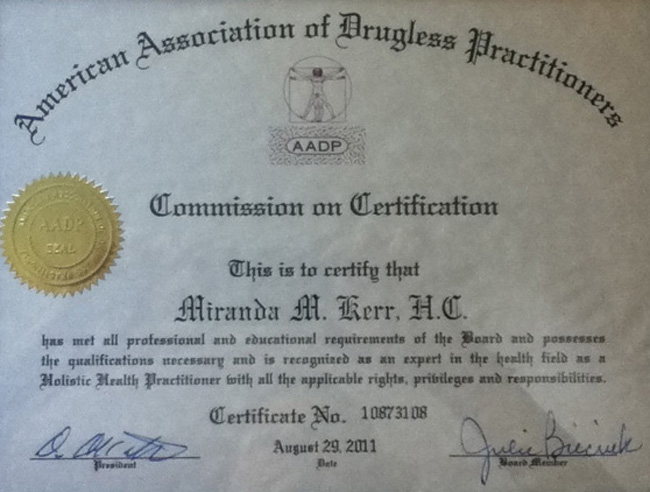 American Association of Drugless Practitioners
AADP
Commission on Certification
AADP
SEAL
This is to certify that
Miranda M. Kerr, H.C.
has met all professional and educational requirements of the Board and possesses
the qualifications necessary and is recognized as an expert in the health field as a
Holistic Health Practitioner with all the applicable rights, privileges and responsibilities.
Certificate No. 10873108
August 29, 2011
President
Date
Board Member